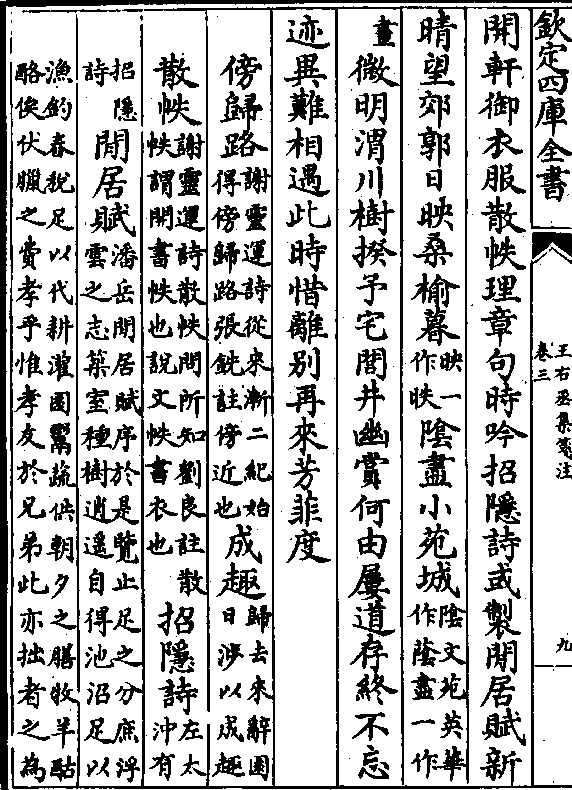 欽定四庫全書
王右丞集箋注
卷三
九
開軒御衣服散帙理章句時吟招隱詩或製閒居賦新
晴望郊郭日映桑榆暮映一作昳陰盡小苑城陰文苑英華作蔭盡一作
晝微明渭川樹揆予宅閭井幽賞何由屢道存終不忘
迹異難相遇此時惜離別再來芳菲度
傍歸路謝靈運詩從來漸二紀始得傍歸路張銑註傍近也成趣歸去來辭園日涉以成趣
散帙謝靈運詩散帙問所知劉良註散帙謂開書帙也說文帙書衣也招隱詩左太沖有
招隱詩閒居賦潘岳閒居賦序於是覽止足之分庶浮雲之志築室種樹逍遙自得池沼足以
漁釣舂稅足以代耕灌園鬻蔬供朝夕之膳牧羊酤酪俟伏臘之費孝乎惟孝友於兄弟此亦拙者之為